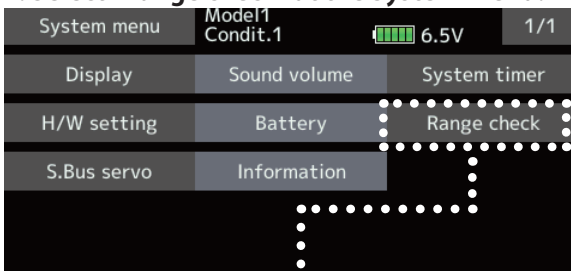 System menu Model1 1/1
Condit.1 6.5V
Display Sound volume System timer
H/W setting Battery Range check
S.Bus servo Information